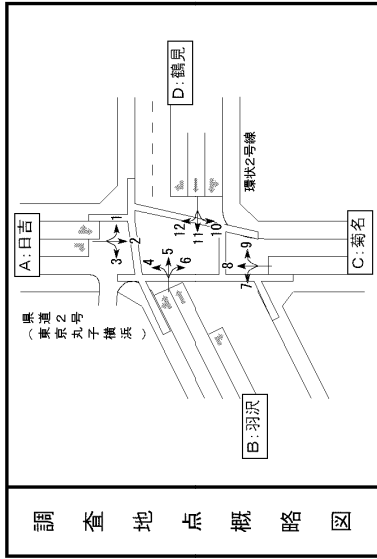 調査地点概略図
A:日吉
県道2号
(東京丸子横浜)
D:鶴見
環状2号線
B:羽沢
C:菊名
1
2
3
4
5
6
7
8
9
10
11
12